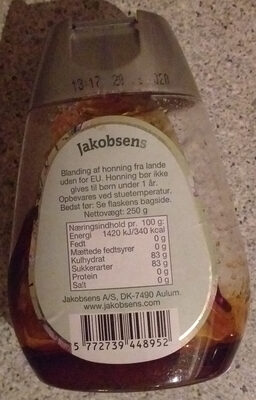 Jakobsens
Blanding af honning fra lande
udan for EU. Honning bør ikke
gives til børn under 1 år.
Opbevares ved stuetemperatur.
Bedst før: Se flaskens bagside.
Nettovægt: 250 g
Næringsindhold pr. 100 g:
Energi 1420 kJ/340 kcal
Fedt 0 g
Mættede fedtsyrer 0 g
Kulhydrat 83 g
Sukkerarter 83 g
Protein 0 g
Salt 0 g
Jakobsens A/S, DK-7490 Aulum.
www.jakobsens.com
5 772739 448952